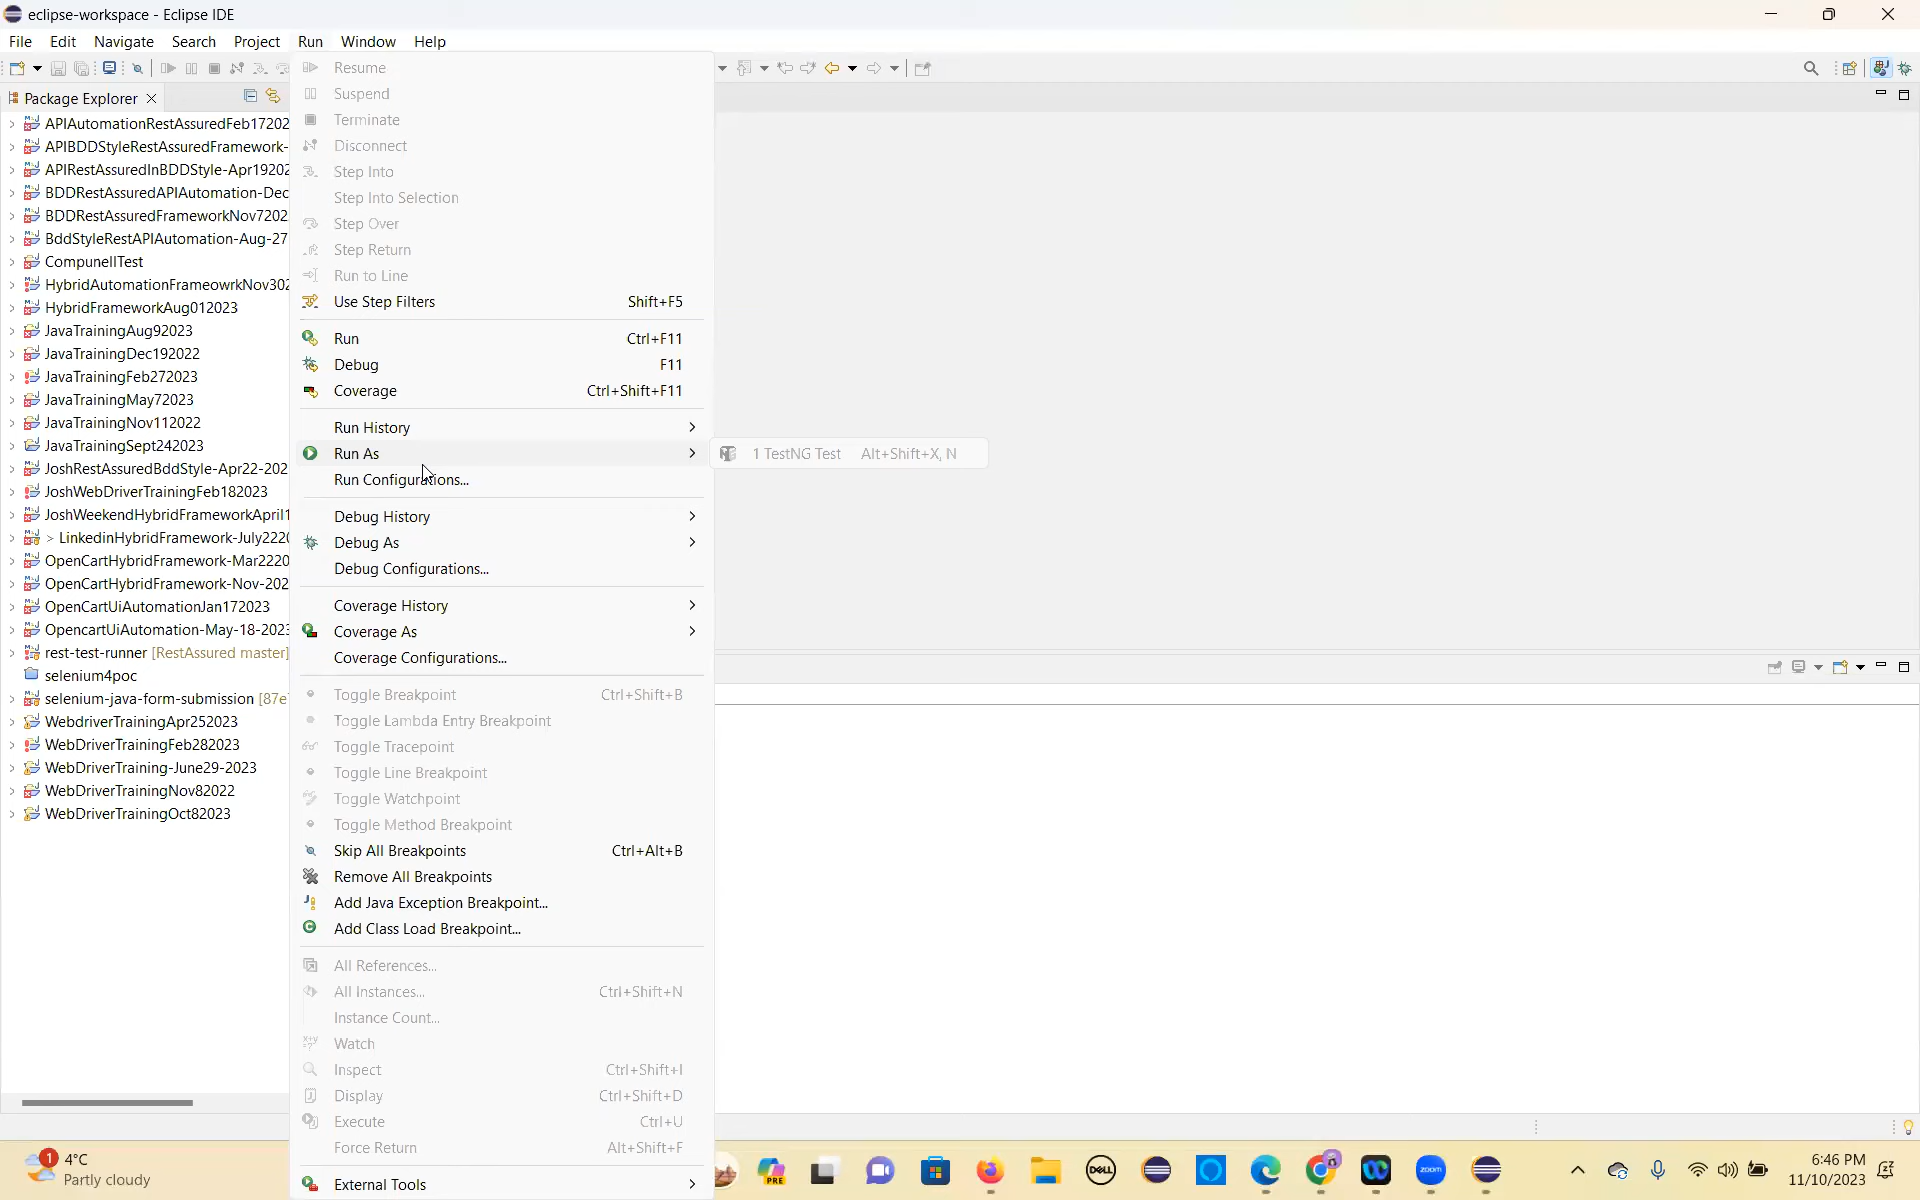 eclipse-workspace - Eclipse IDE
File Edit Navigate Search Project Run Window Help
Package Explorer
APIAutomationRestAssuredFeb17202
APIBDDStyleRestAssuredFramework-
APIRestAssuredInBDDStyle-Apr19202
BDDRestAssuredAPIAutomation-Dec
BDDRestAssuredFrameworkNov7202
BddStyleRestAPIAutomation-Aug-27
CompunellTest
HybridAutomationFrameowrkNov302
HybridFrameworkAug012023
JavaTrainingAug92023
JavaTrainingDec192022
JavaTrainingFeb272023
JavaTrainingMay72023
JavaTrainingNov112022
JavaTrainingSept242023
JoshRestAssuredBddStyle-Apr22-202
JoshWebDriverTrainingFeb182023
JoshWeekendHybridFrameworkApril1
> LinkedinHybridFramework-July2220
OpenCartHybridFramework-Mar2220
OpenCartHybridFramework-Nov-202
OpenCartUiAutomationJan172023
OpencartUiAutomation-May-18-2023
rest-test-runner [RestAssured master]
selenium4poc
selenium-java-form-submission [87e
WebdriverTrainingApr252023
WebDriverTrainingFeb282023
WebDriverTraining-June29-2023
WebDriverTrainingNov82022
WebDriverTrainingOct82023
Resume
Suspend
Terminate
Disconnect
Step Into
Step Into Selection
Step Over
Step Return
Run to Line
Use Step Filters Shift+F5
Run Ctrl+F11
Debug F11
Coverage Ctrl+Shift+F11
Run History
Run As
1 TestNG Test Alt+Shift+X, N
Run Configurations...
Debug History
Debug As
Debug Configurations...
Coverage History
Coverage As
Coverage Configurations...
Toggle Breakpoint Ctrl+Shift+B
Toggle Lambda Entry Breakpoint
Toggle Tracepoint
Toggle Line Breakpoint
Toggle Watchpoint
Toggle Method Breakpoint
Skip All Breakpoints Ctrl+Alt+B
Remove All Breakpoints
Add Java Exception Breakpoint...
Add Class Load Breakpoint...
All References...
All Instances... Ctrl+Shift+N
Instance Count...
Watch
Inspect Ctrl+Shift+I
Display Ctrl+Shift+D
Execute Ctrl+U
Force Return Alt+Shift+F
External Tools
1
4°C
Partly cloudy
PRE
DELL
zoom
6:46 PM
11/10/2023